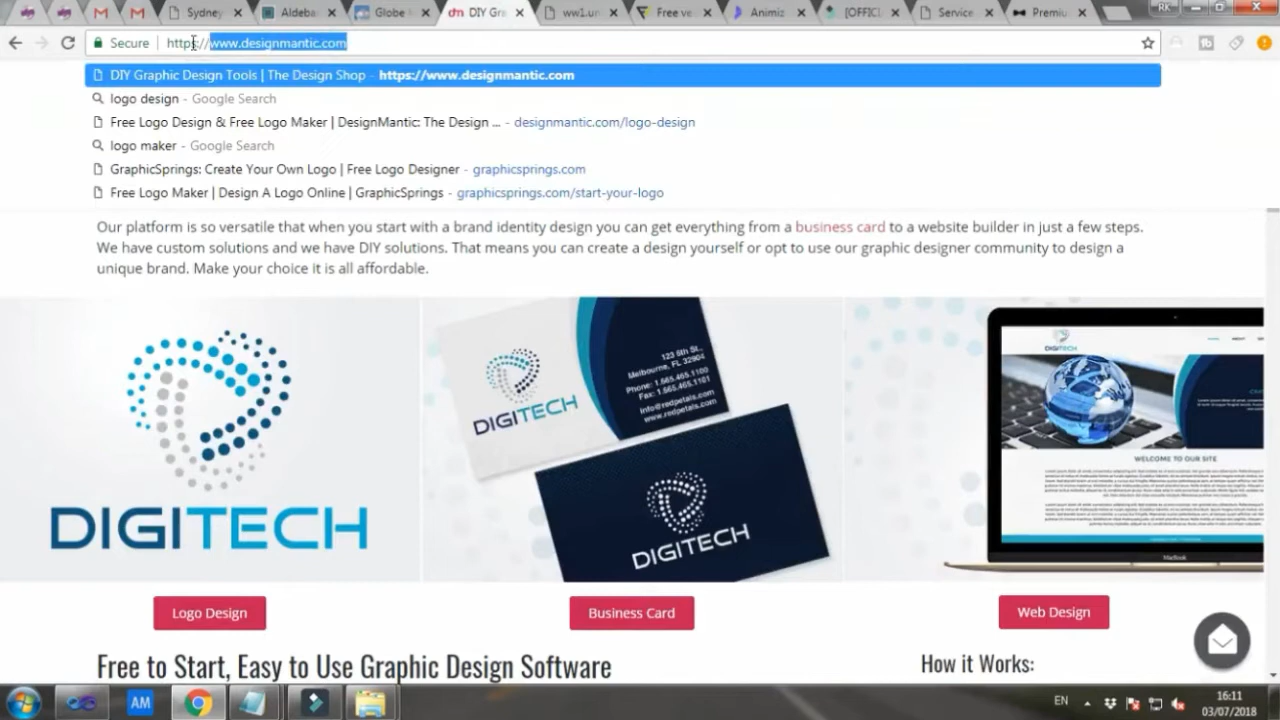 Sydney
Aldeba
Globe
dm DIY Gra
ww1.un
Free ve
Animiz
[OFFICI
Service
Premiu
RK
Secure
https://www.designmantic.com
DIY Graphic Design Tools | The Design Shop - https://www.designmantic.com
logo design - Google Search
Free Logo Design & Free Logo Maker | DesignMantic: The Design ... - designmantic.com/logo-design
logo maker - Google Search
GraphicSprings: Create Your Own Logo | Free Logo Designer - graphicsprings.com
Free Logo Maker | Design A Logo Online | GraphicSprings - graphicsprings.com/start-your-logo
Our platform is so versatile that when you start with a brand identity design you can get everything from a business card to a website builder in just a few steps.
We have custom solutions and we have DIY solutions. That means you can create a design yourself or opt to use our graphic designer community to design a
unique brand. Make your choice it is all affordable.
DIGITECH
DIGITECH
123 5th St.,
Melbourne, FL 32904
Phone: 1.665.465.1100
Fax: 1.665.465.1101
info@redpetals.com
www.redpetals.com
DIGITECH
DIGITECH
WELCOME TO OUR SITE
MacBook
Logo Design
Business Card
Web Design
Free to Start, Easy to Use Graphic Design Software
How it Works:
AM
EN
16:11
03/07/2018